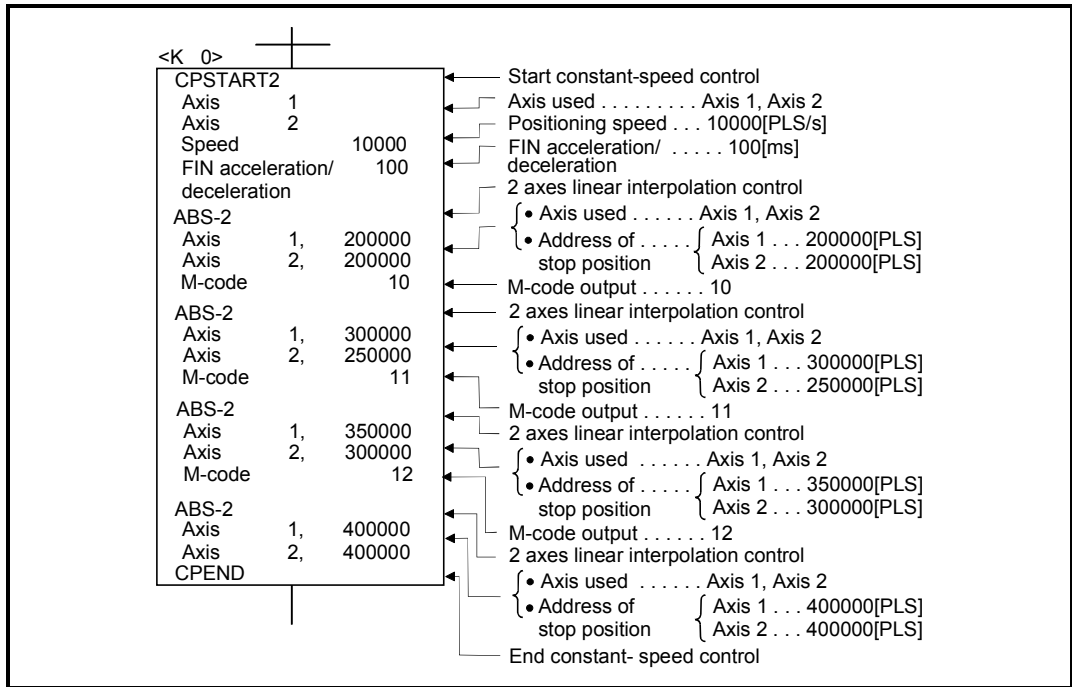 <K 0>
CPSTART2
Axis 1
Axis 2
Speed 10000
FIN acceleration/ 100
deceleration
ABS-2
Axis 1, 200000
Axis 2, 200000
M-code 10
ABS-2
Axis 1, 300000
Axis 2, 250000
M-code 11
ABS-2
Axis 1, 350000
Axis 2, 300000
M-code 12
ABS-2
Axis 1, 400000
Axis 2, 400000
CPEND
Start constant-speed control
Axis used . . . . . . . . . Axis 1, Axis 2
Positioning speed . . . 10000[PLS/s]
FIN acceleration/ . . . . . 100[ms]
deceleration
2 axes linear interpolation control
• Axis used . . . . . . Axis 1, Axis 2
• Address of . . . . . Axis 1 . . . 200000[PLS]
stop position Axis 2 . . . 200000[PLS]
M-code output . . . . . . 10
2 axes linear interpolation control
• Axis used . . . . . . Axis 1, Axis 2
• Address of . . . . . Axis 1 . . . 300000[PLS]
stop position Axis 2 . . . 250000[PLS]
M-code output . . . . . . 11
2 axes linear interpolation control
• Axis used . . . . . . Axis 1, Axis 2
• Address of . . . . . Axis 1 . . . 350000[PLS]
stop position Axis 2 . . . 300000[PLS]
M-code output . . . . . . 12
2 axes linear interpolation control
• Axis used . . . . . . Axis 1, Axis 2
• Address of Axis 1 . . . 400000[PLS]
stop position Axis 2 . . . 400000[PLS]
End constant- speed control